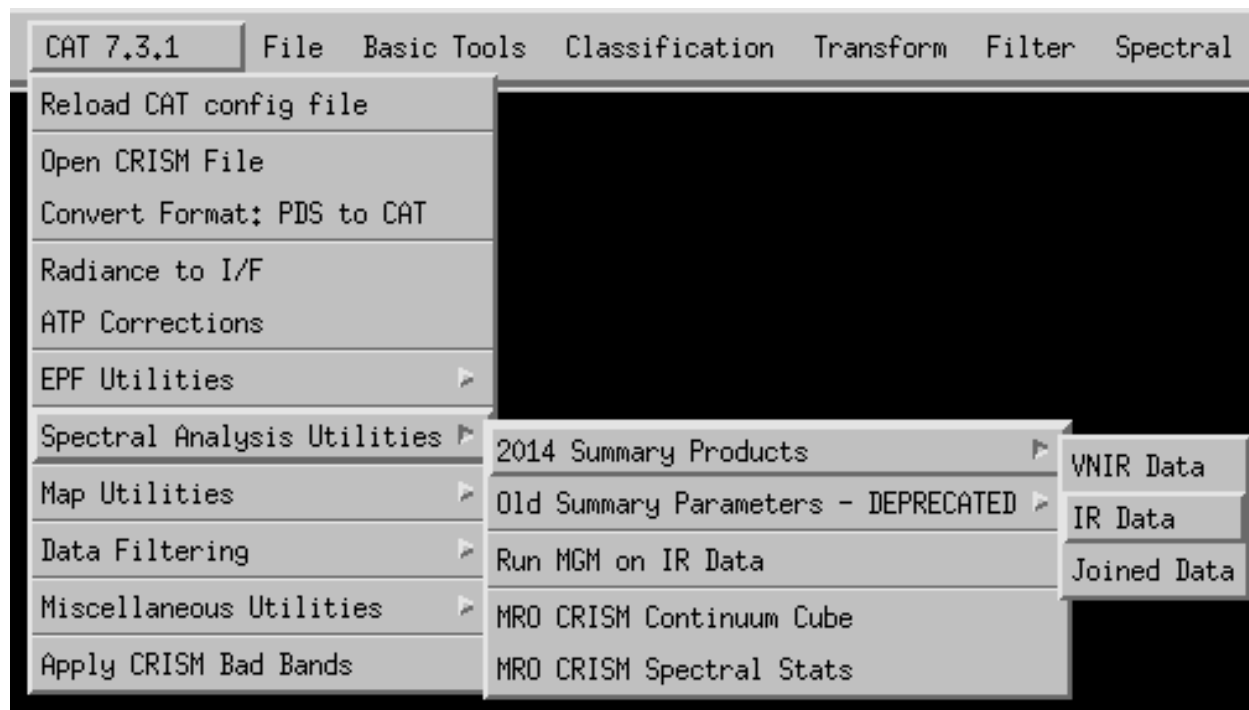 CAT 7.3.1 File Basic Tools Classification Transform Filter Spectral
Reload CAT config file
Open CRISM File
Convert Format: PDS to CAT
Radiance to I/F
ATP Corrections
EPF Utilities
Spectral Analysis Utilities
Map Utilities
Data Filtering
Miscellaneous Utilities
Apply CRISM Bad Bands
2014 Summary Products
Old Summary Parameters - DEPRECATED
Run MGM on IR Data
MRO CRISM Continuum Cube
MRO CRISM Spectral Stats
VNIR Data
IR Data
Joined Data